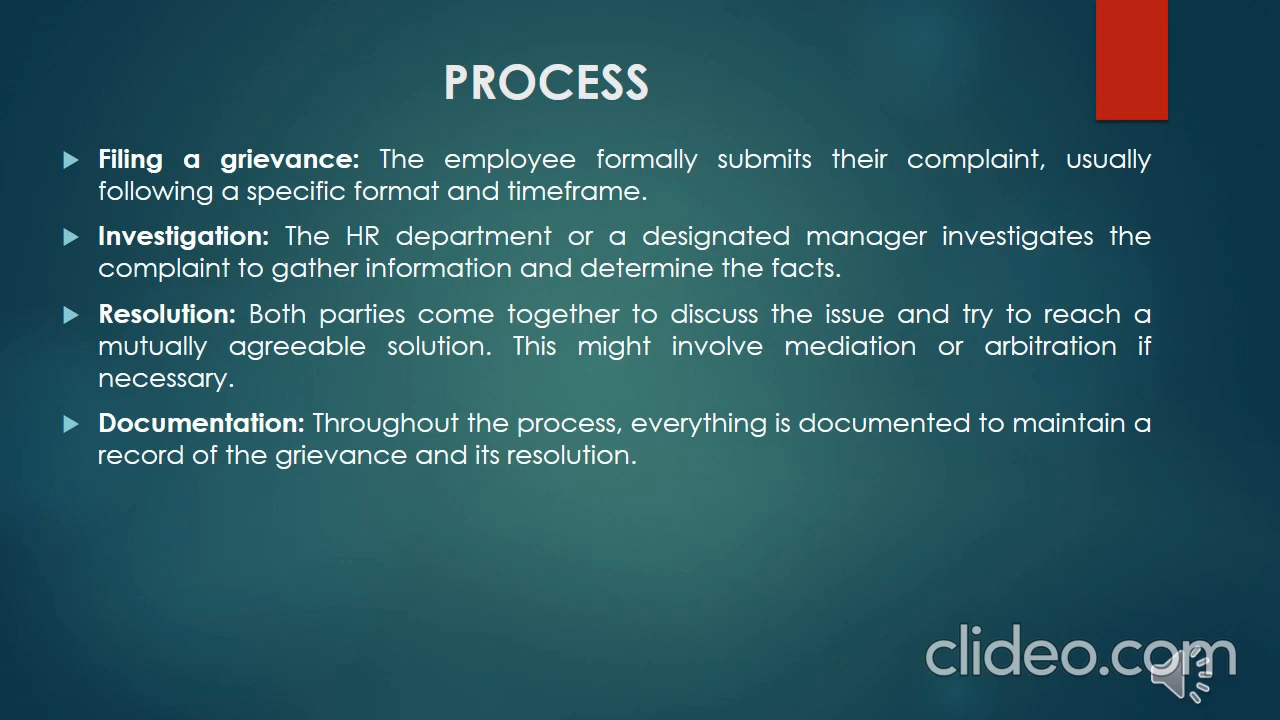 PROCESS
Filing a grievance: The employee formally submits their complaint, usually
following a specific format and timeframe.
Investigation: The HR department or a designated manager investigates the
complaint to gather information and determine the facts.
Resolution: Both parties come together to discuss the issue and try to reach a
mutually agreeable solution. This might involve mediation or arbitration if
necessary.
Documentation: Throughout the process, everything is documented to maintain a
record of the grievance and its resolution.
clideo.com